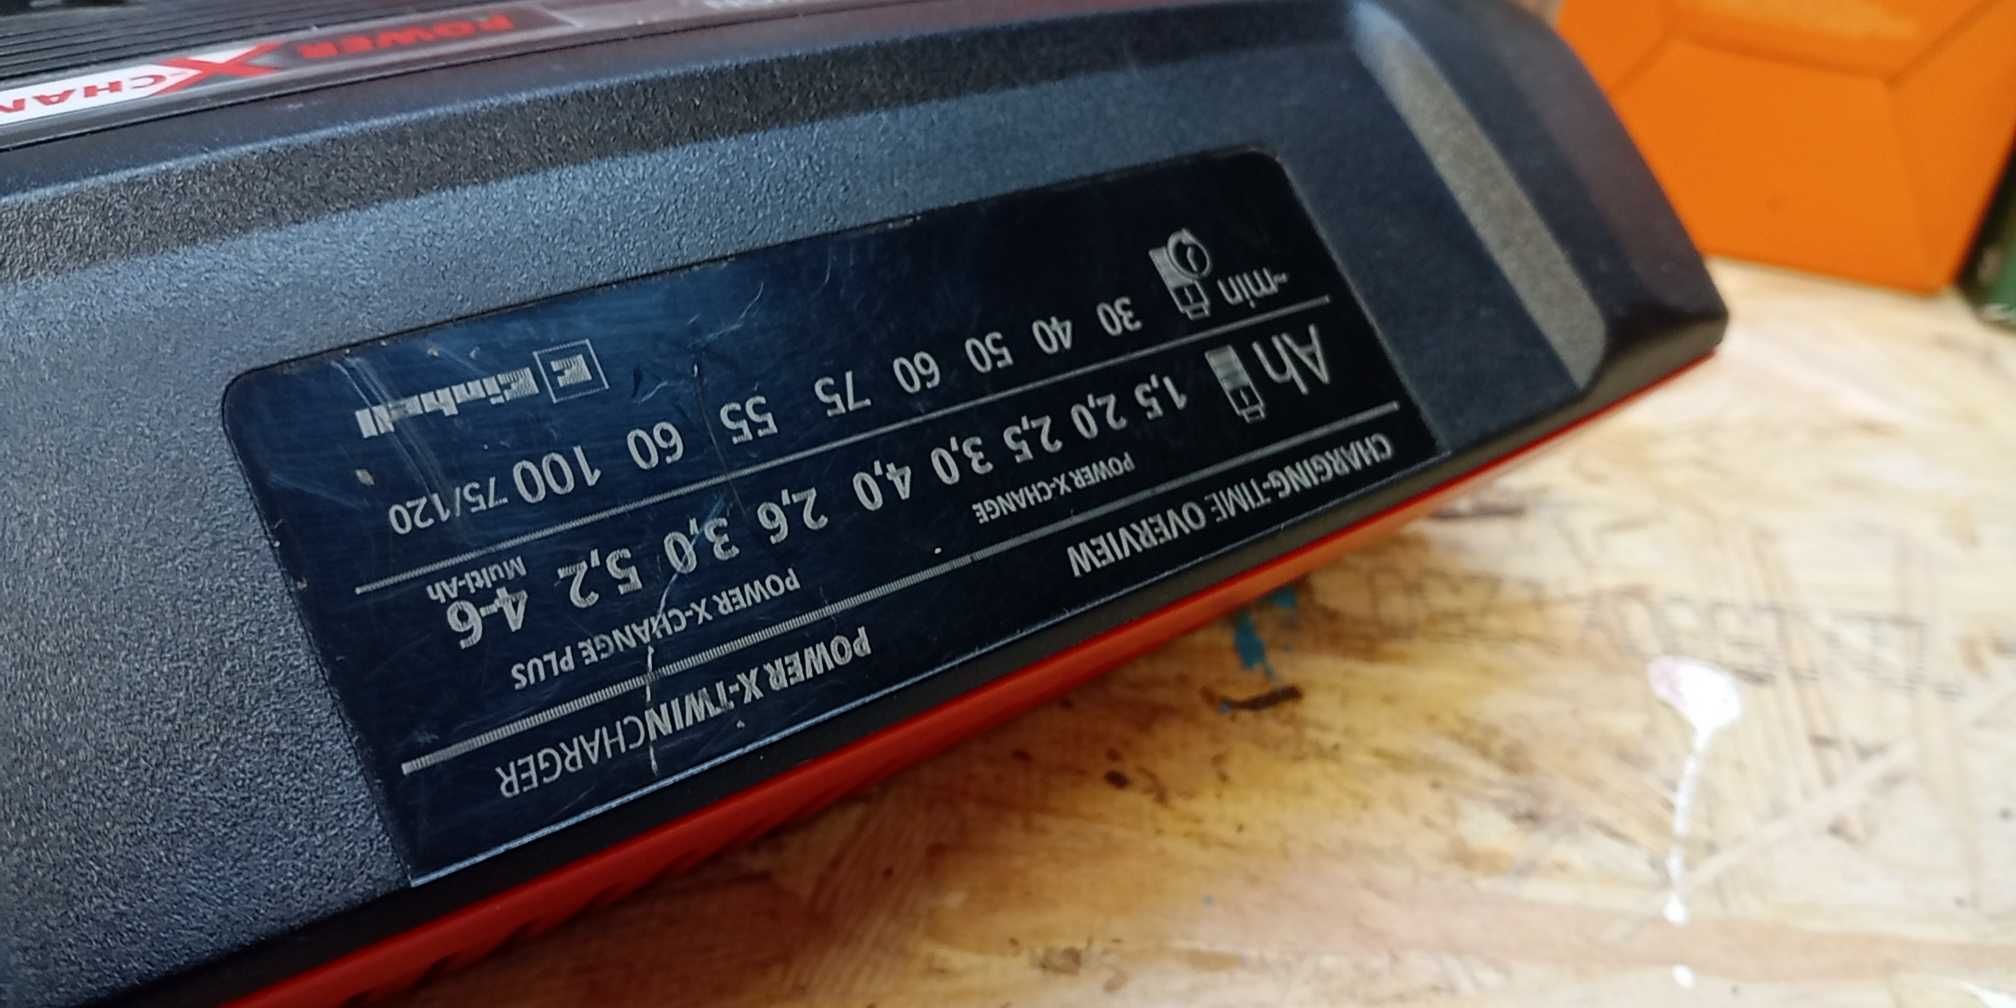 CHARGING-TIME OVERVIEW POWER X-TWINCHARGER
POWER X-CHANGE POWER X-CHANGE PLUS
Ah 1,5 2,0 2,5 3,0 4,0 2,6 3,0 5,2 4-6
Multi-Ah
~min 30 40 50 60 75 55 60 100 75/120
Einhell
POWER X-CHAN